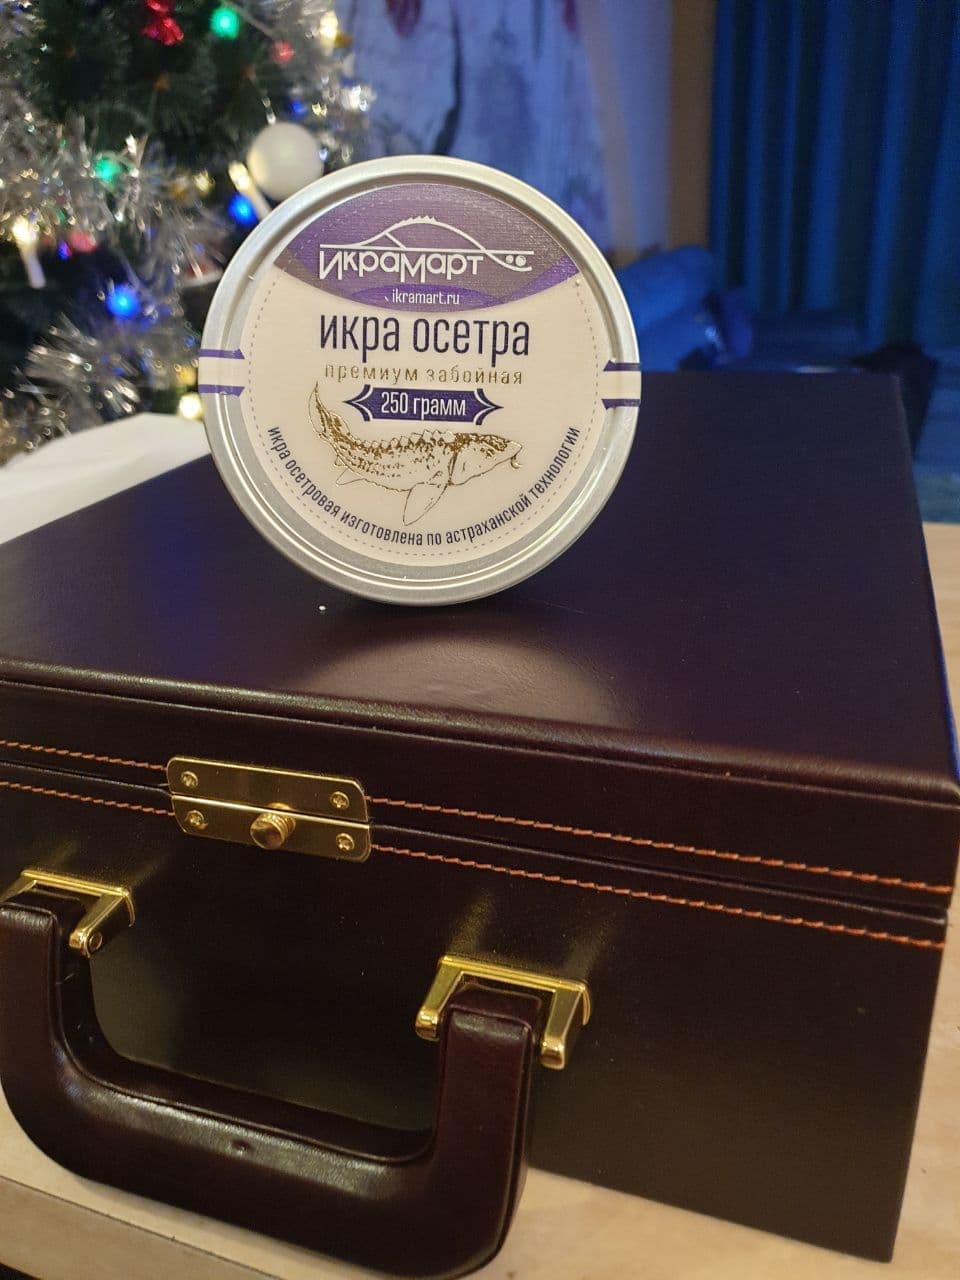 ИкраМарт
ikramart.ru
икра осетра
премиум забойная
250 грамм
икра осетровая изготовлена по астраханской технологии